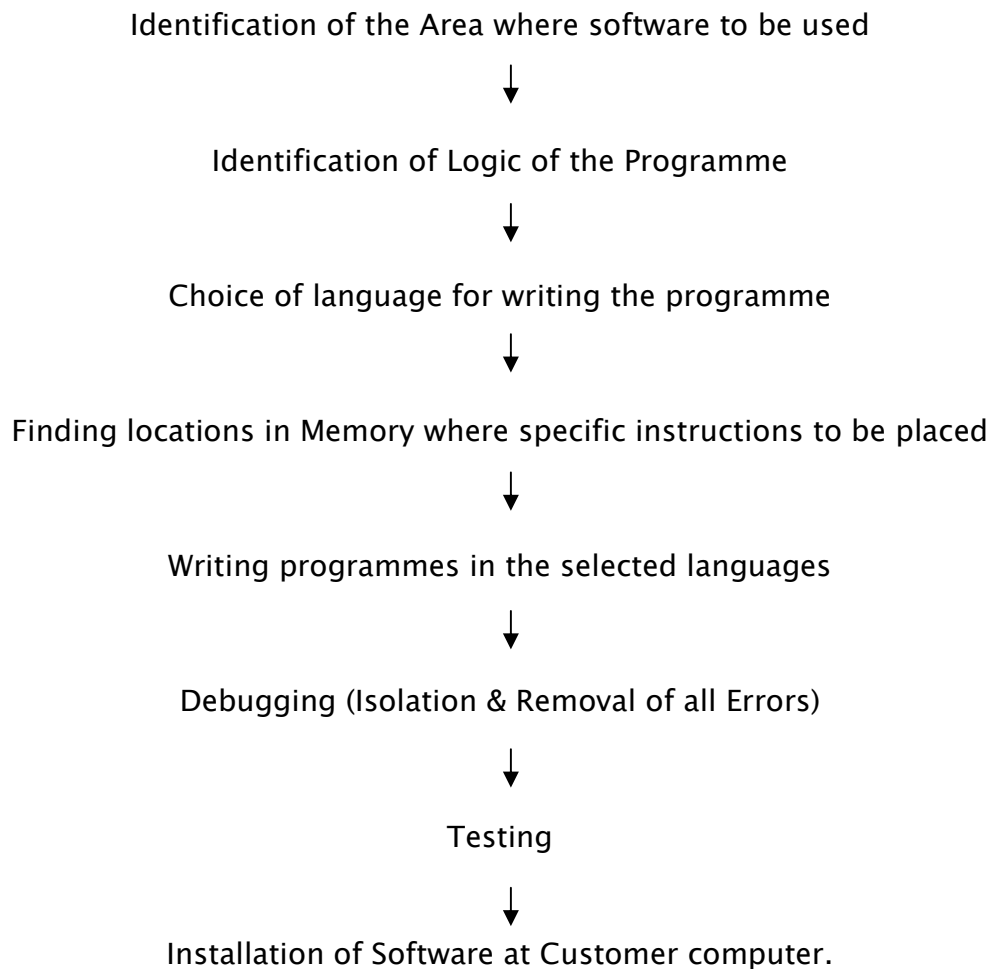 Identification of the Area where software to be used
Identification of Logic of the Programme
Choice of language for writing the programme
Finding locations in Memory where specific instructions to be placed
Writing programmes in the selected languages
Debugging (Isolation & Removal of all Errors)
Testing
Installation of Software at Customer computer.